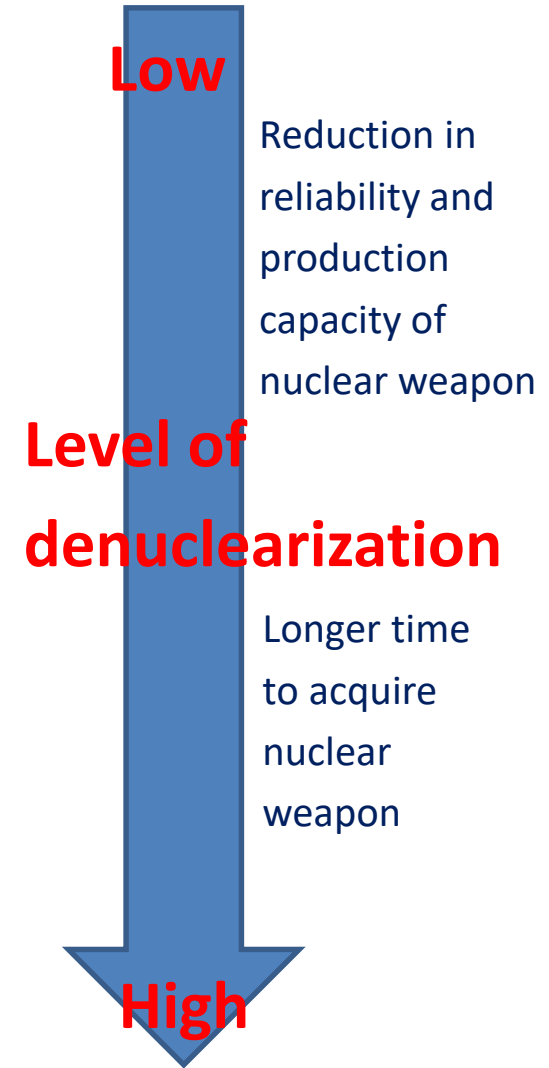 Low
Reduction in
reliability and
production
capacity of
nuclear weapon
Level of
denuclearization
Longer time
to acquire
nuclear
weapon
High